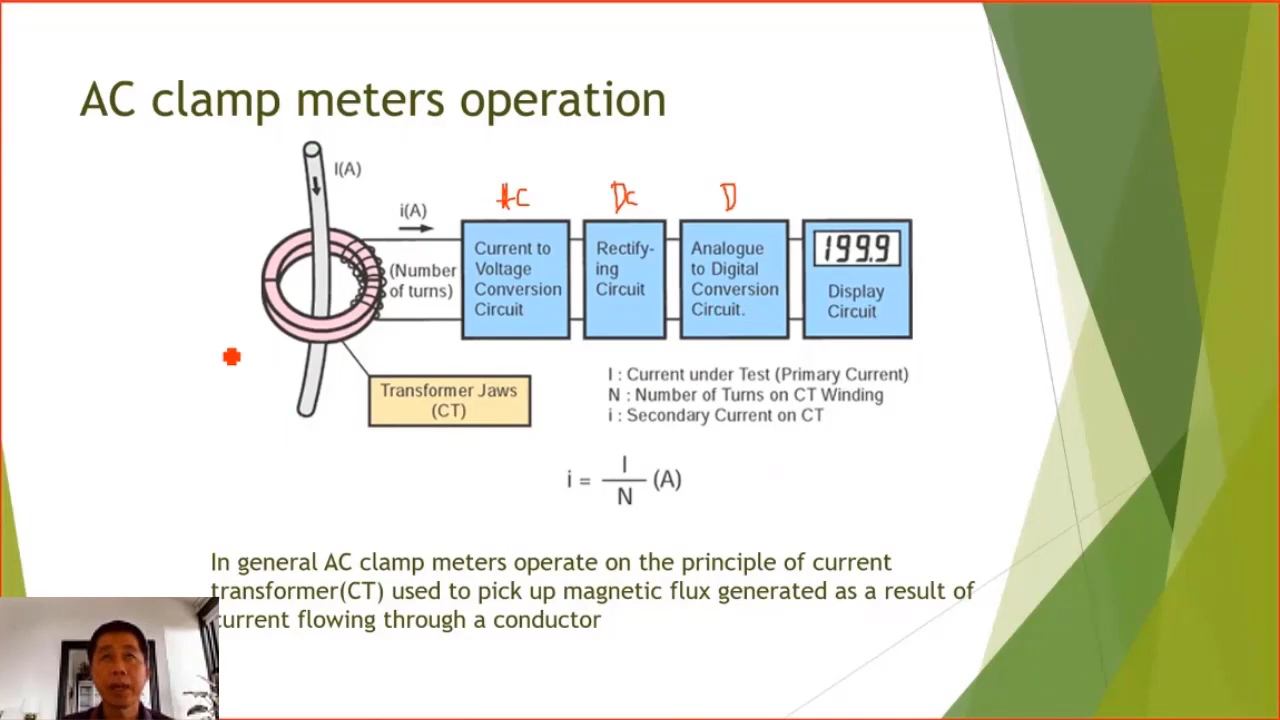 AC clamp meters operation
I(A)
i(A)
AC
DC
D
(Number
of turns)
Current to
Voltage
Conversion
Circuit
Rectify-
ing
Circuit
Analogue
to Digital
Conversion
Circuit.
199.9
Display
Circuit
Transformer Jaws
(CT)
I : Current under Test (Primary Current)
N : Number of Turns on CT Winding
i : Secondary Current on CT
i = I/N (A)
In general AC clamp meters operate on the principle of current
transformer(CT) used to pick up magnetic flux generated as a result of
current flowing through a conductor